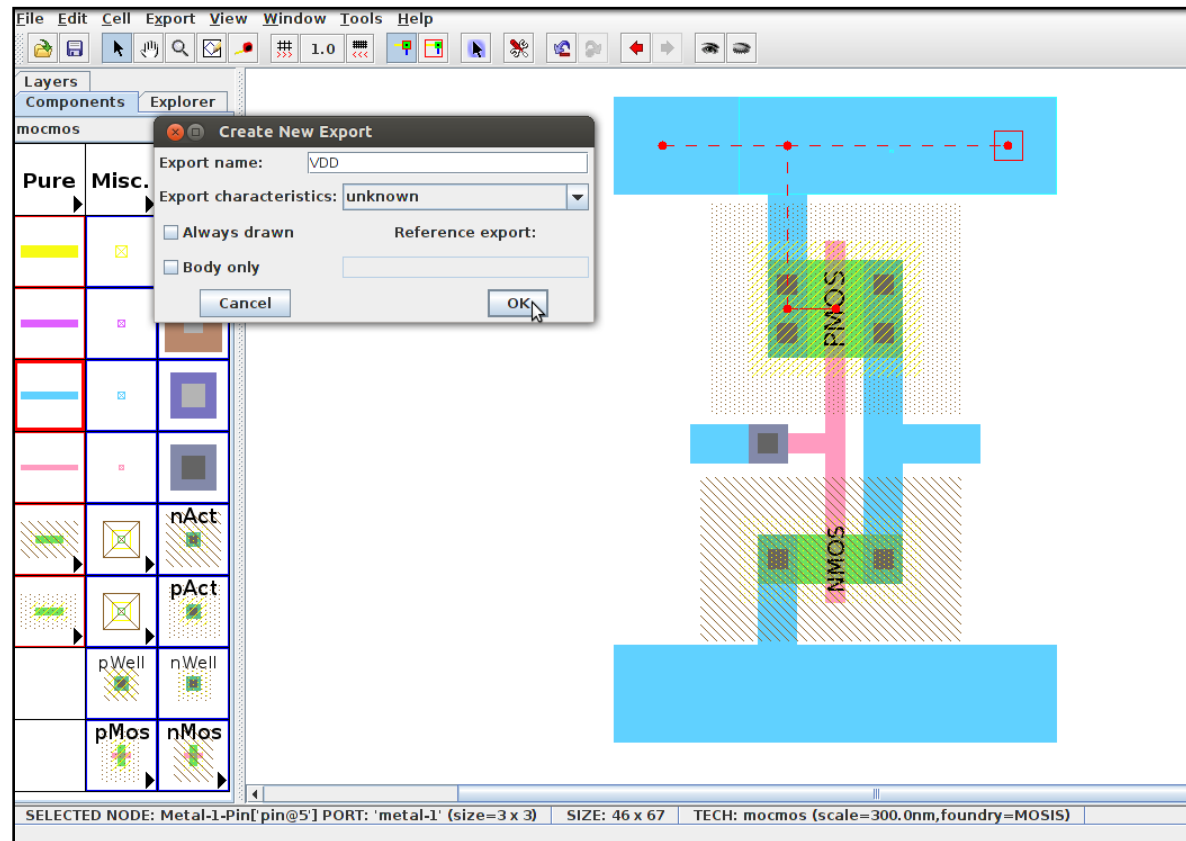 File Edit Cell Export View Window Tools Help
1.0
Layers
Components Explorer
mocmos
Create New Export
Export name: VDD
Export characteristics: unknown
Always drawn Reference export:
Body only
Cancel OK
Pure Misc.
nAct
pAct
pWell nWell
pMos nMos
PMOS
NMOS
SELECTED NODE: Metal-1-Pin['pin@5'] PORT: 'metal-1' (size=3 x 3) SIZE: 46 x 67 TECH: mocmos (scale=300.0nm,foundry=MOSIS)